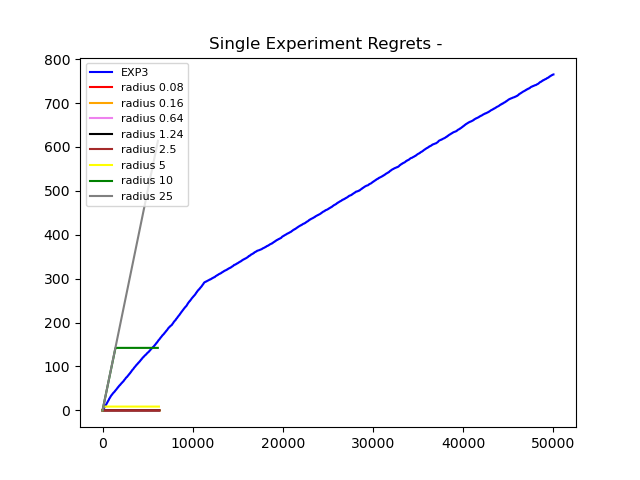 Single Experiment Regrets -
800
700
600
500
400
300
200
100
0
EXP3
radius 0.08
radius 0.16
radius 0.64
radius 1.24
radius 2.5
radius 5
radius 10
radius 25
0 10000 20000 30000 40000 50000